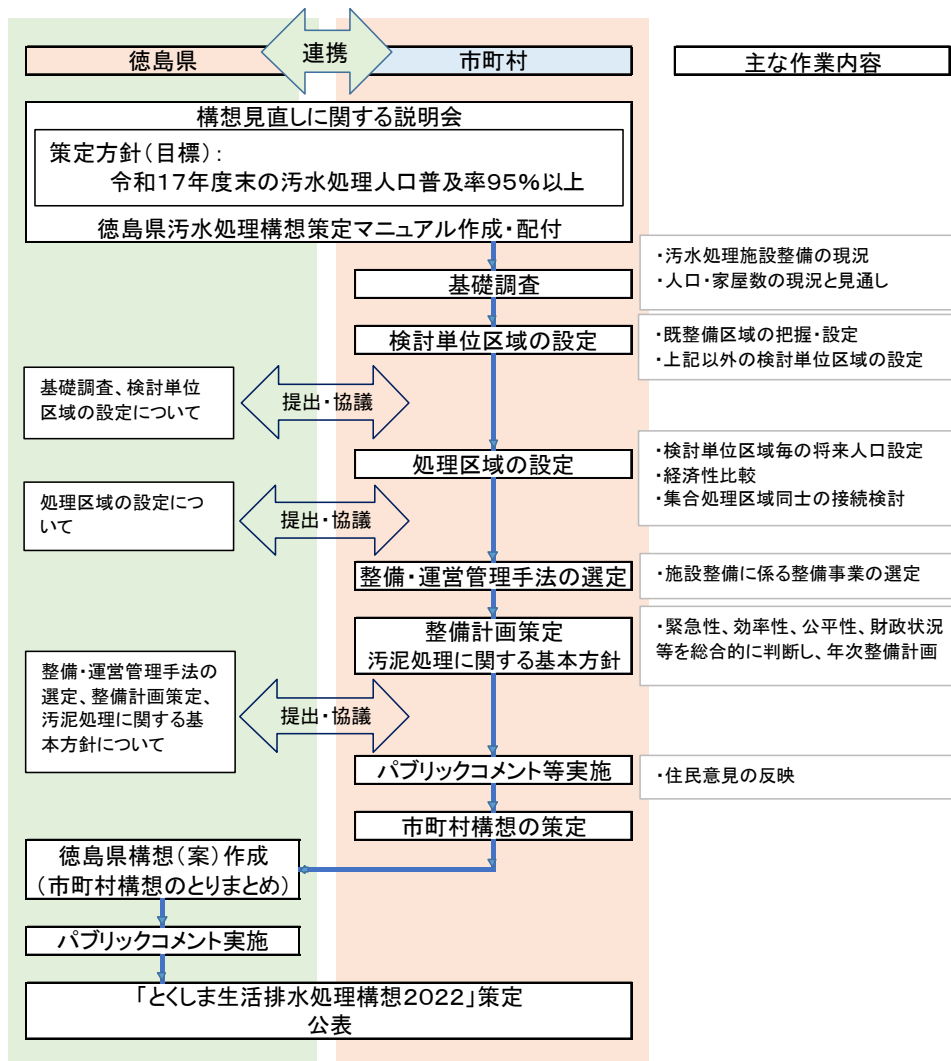 徳島県
連携
市町村
主な作業内容
構想見直しに関する説明会
策定方針(目標):
令和17年度末の汚水処理人口普及率95%以上
徳島県汚水処理構想策定マニュアル作成・配付
基礎調査
・汚水処理施設整備の現況
・人口・家屋数の現況と見通し
検討単位区域の設定
・既整備区域の把握・設定
・上記以外の検討単位区域の設定
基礎調査、検討単位
区域の設定について
提出・協議
処理区域の設定
・検討単位区域毎の将来人口設定
・経済性比較
・集合処理区域同士の接続検討
処理区域の設定につ
いて
提出・協議
整備・運営管理手法の選定
・施設整備に係る整備事業の選定
整備計画策定
汚泥処理に関する基本方針
・緊急性、効率性、公平性、財政状況
等を総合的に判断し、年次整備計画
整備・運営管理手法の
選定、整備計画策定、
汚泥処理に関する基
本方針について
提出・協議
パブリックコメント等実施
・住民意見の反映
市町村構想の策定
徳島県構想(案)作成
(市町村構想のとりまとめ)
パブリックコメント実施
「とくしま生活排水処理構想2022」策定
公表